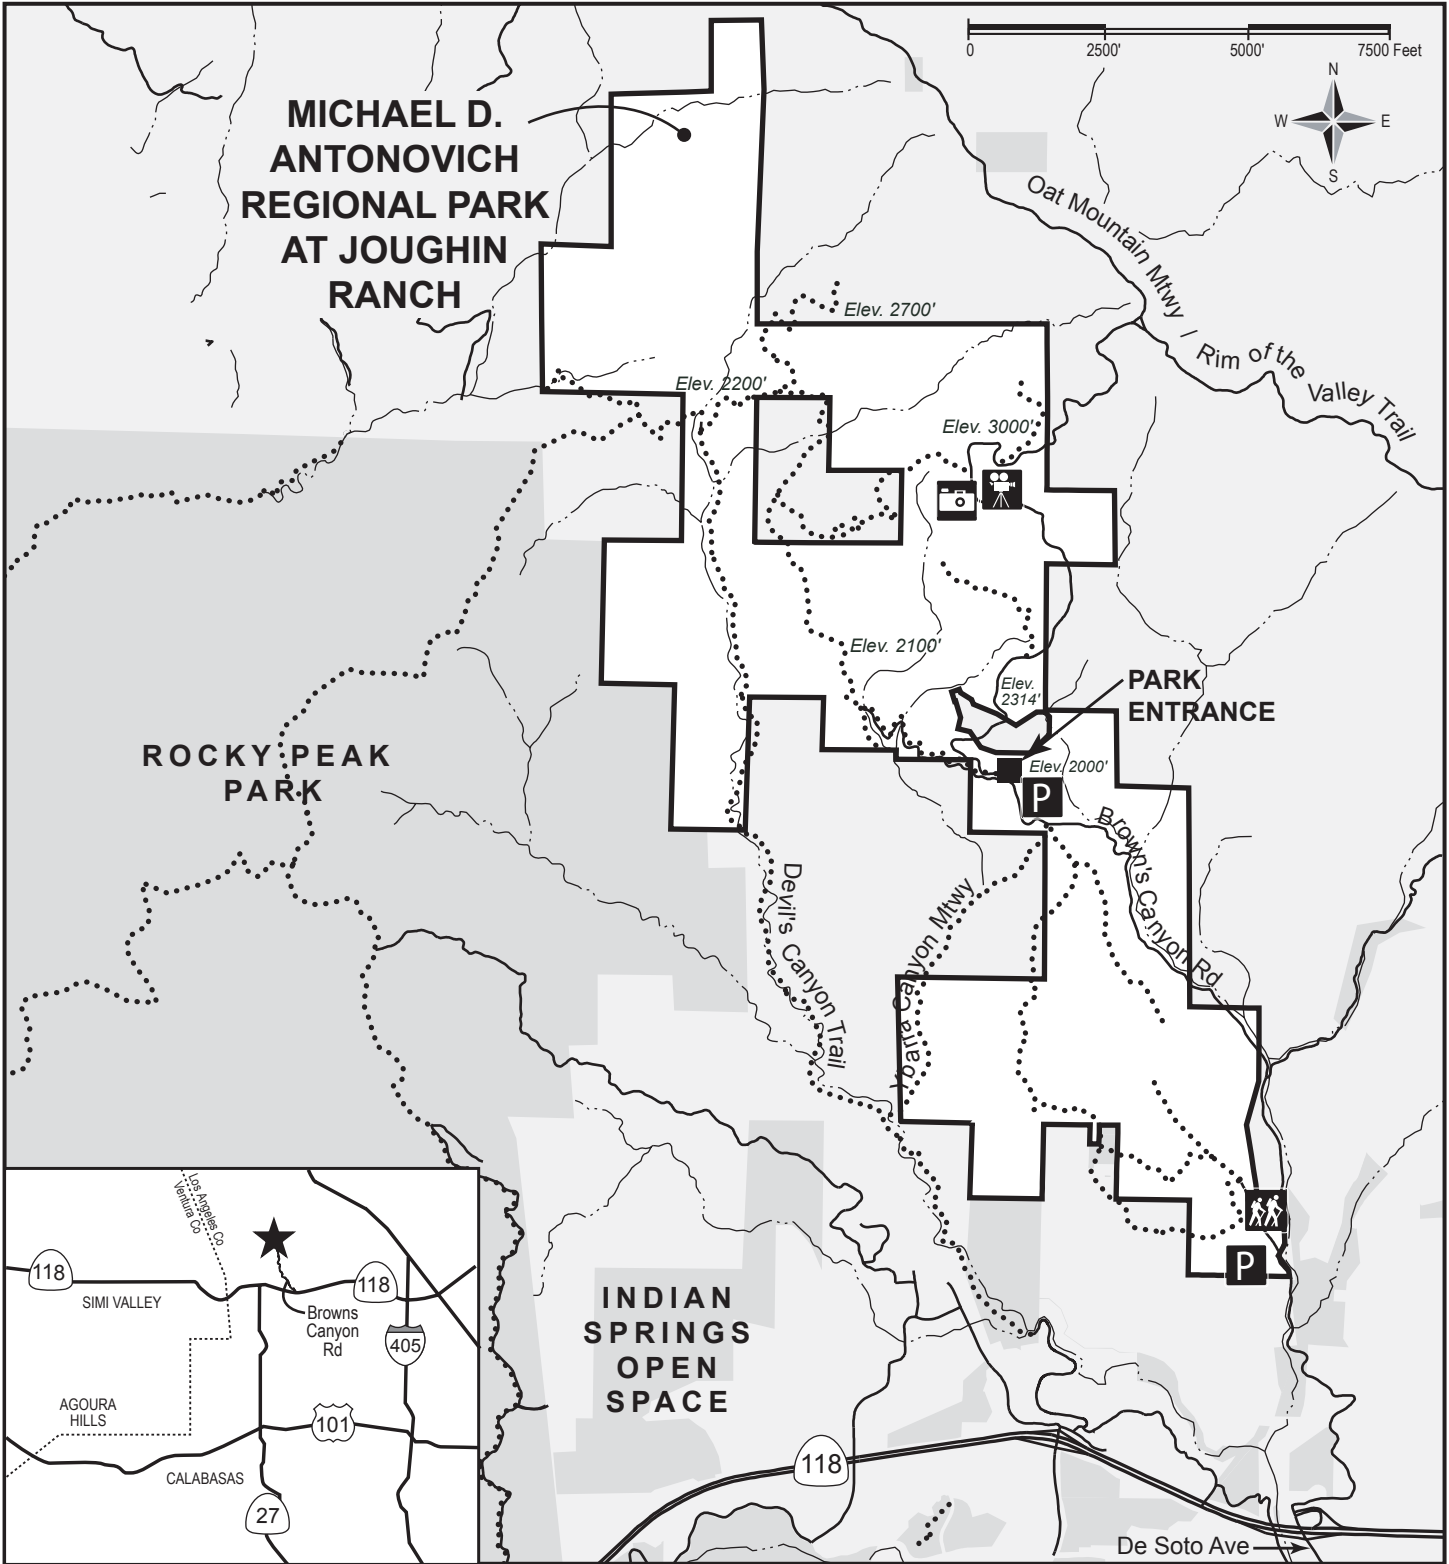 0
2500'
5000'
7500 Feet
N
W
E
S
MICHAEL D.
ANTONOVICH
REGIONAL PARK
AT JOUGHIN
RANCH
Oat Mountain Mtwy / Rim of the Valley Trail
Elev. 2700'
Elev. 2200'
Elev. 3000'
Elev. 2100'
Elev.
2314'
PARK
ENTRANCE
Elev. 2000'
P
ROCKY PEAK
PARK
Brown's Canyon Rd
Devil's Canyon Trail
Ybarra Canyon Mtwy
P
INDIAN
SPRINGS
OPEN
SPACE
118
De Soto Ave
Los Angeles Co
Ventura Co
118
118
SIMI VALLEY
Browns
Canyon
Rd
405
AGOURA
HILLS
101
CALABASAS
27